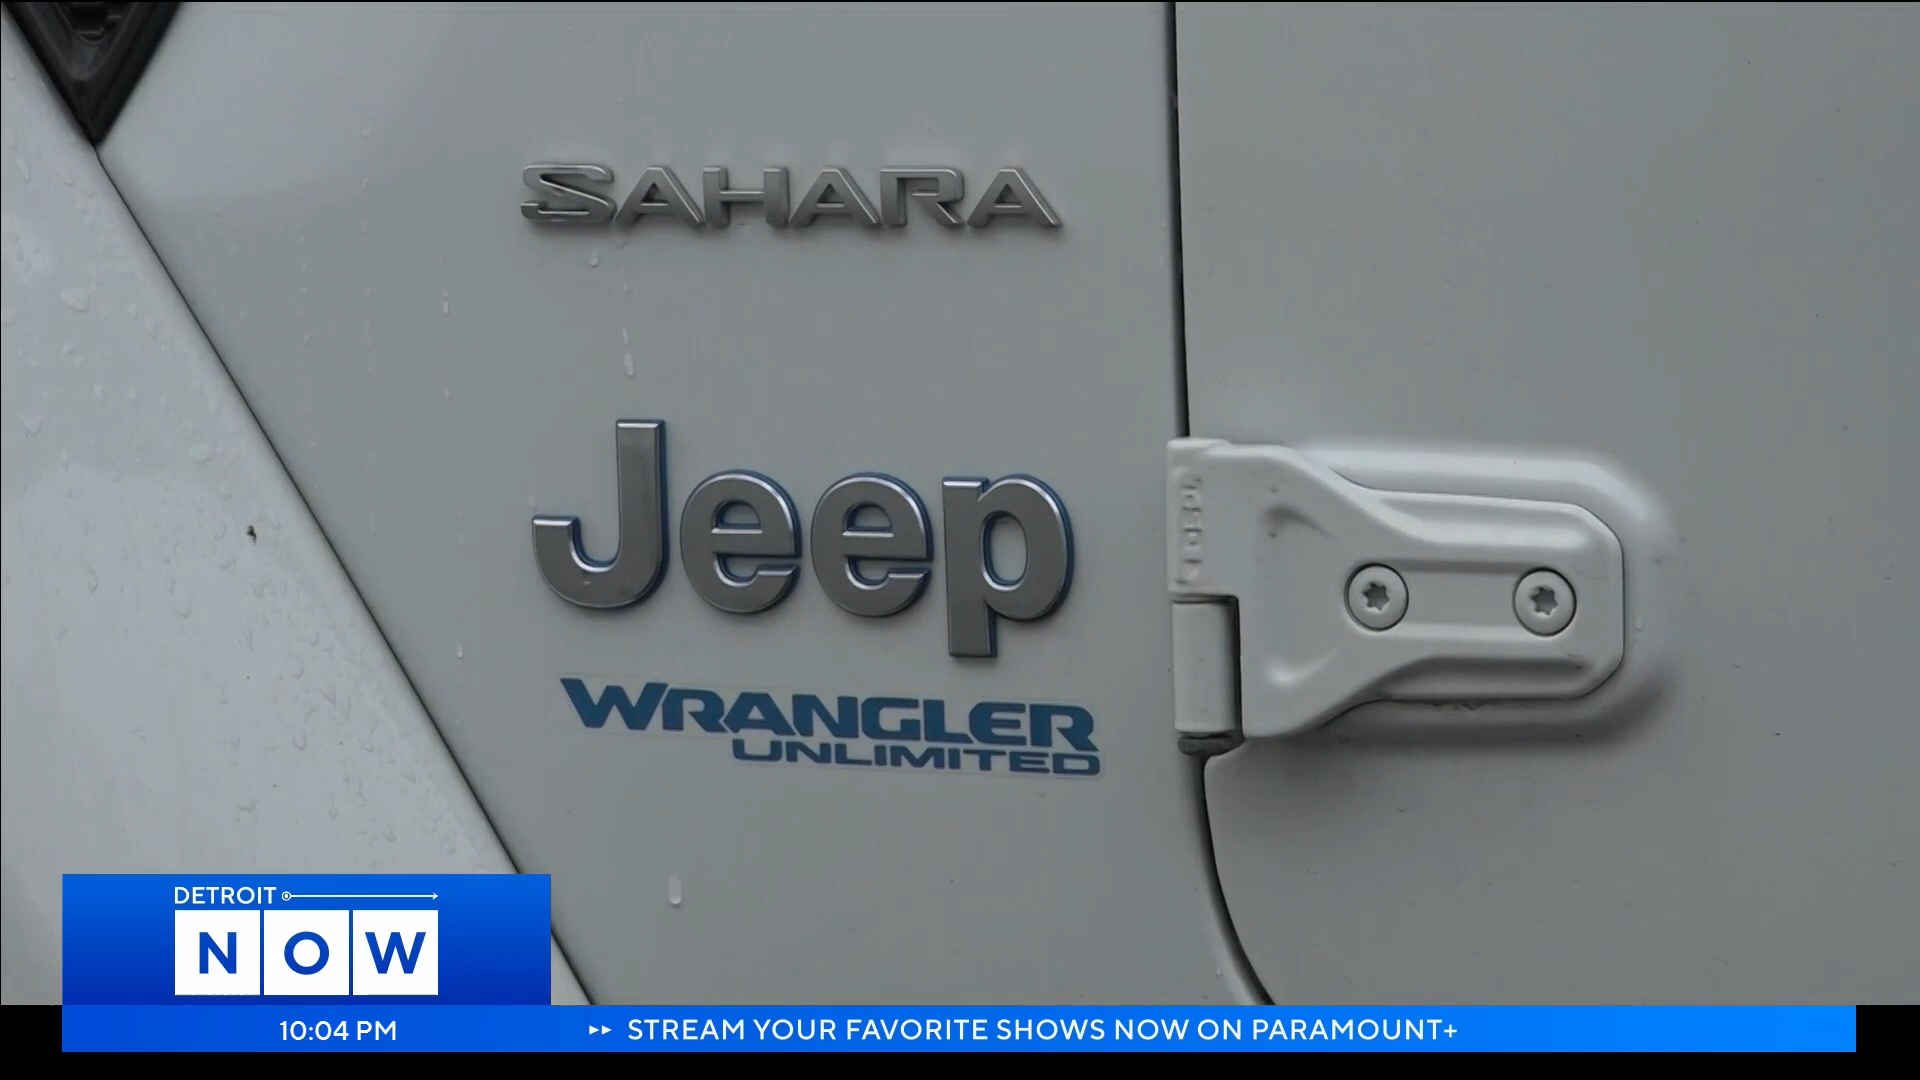 SAHARA
Jeep
WRANGLER
UNLIMITED
DETROIT
NOW
10:04 PM
STREAM YOUR FAVORITE SHOWS NOW ON PARAMOUNT+